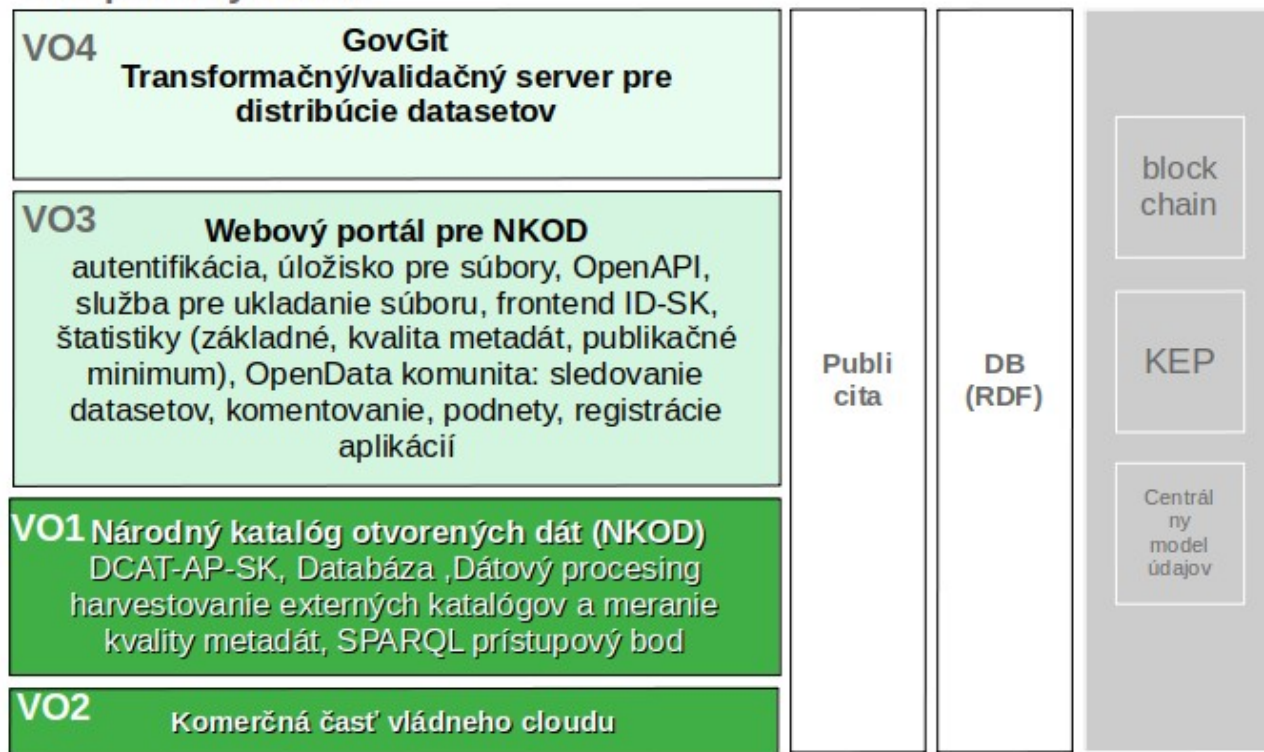 VO4
GovGit
Transformačný/validačný server pre
distribúcie datasetov
VO3
Webový portál pre NKOD
autentifikácia, úložisko pre súbory, OpenAPI,
služba pre ukladanie súboru, frontend ID-SK,
štatistiky (základné, kvalita metadát, publikačné
minimum), OpenData komunita: sledovanie
datasetov, komentovanie, podnety, registrácie
aplikácií
VO1 Národný katalóg otvorených dát (NKOD)
DCAT-AP-SK, Databáza ,Dátový procesing
harvestovanie externých katalógov a meranie
kvality metadát, SPARQL prístupový bod
VO2
Komerčná časť vládneho cloudu
Publi
cita
DB
(RDF)
block
chain
KEP
Centrál
ny
model
údajov